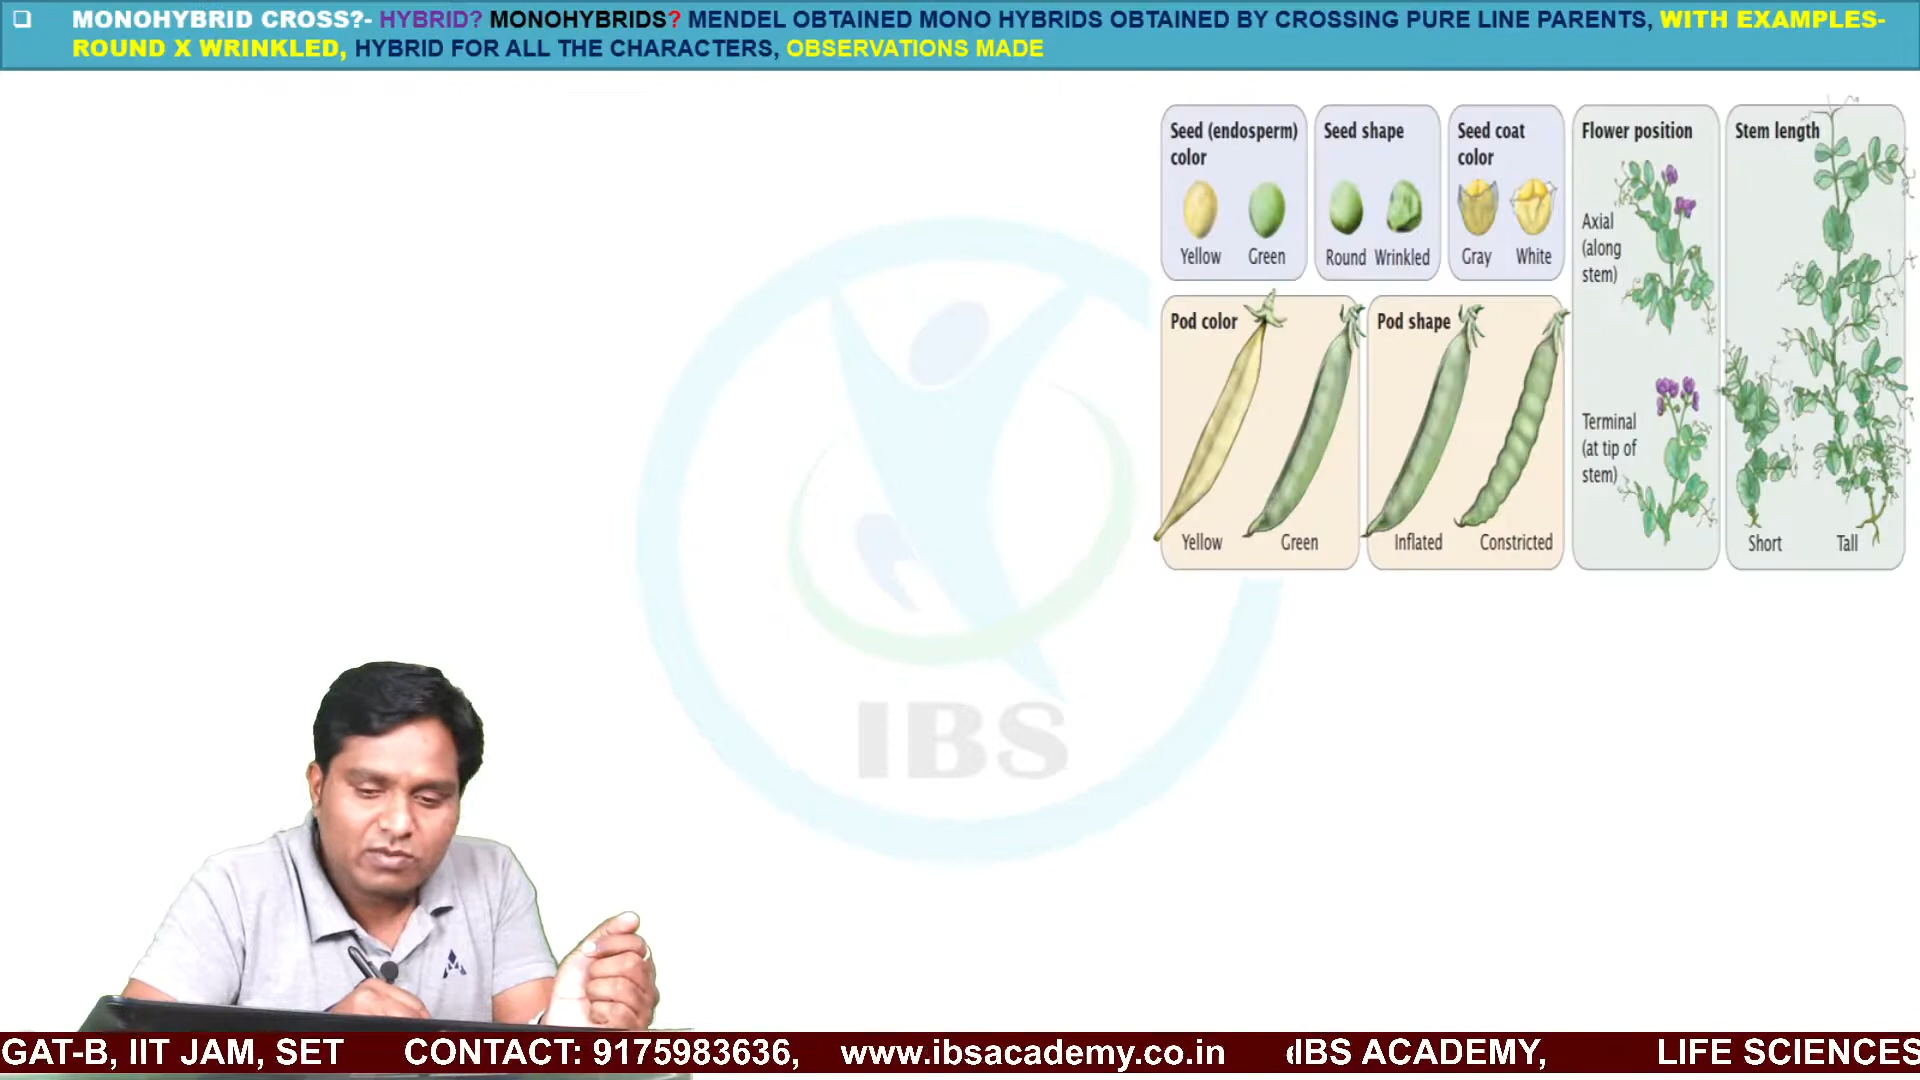 ❑ MONOHYBRID CROSS?- HYBRID? MONOHYBRIDS? MENDEL OBTAINED MONO HYBRIDS OBTAINED BY CROSSING PURE LINE PARENTS, WITH EXAMPLES-
ROUND X WRINKLED, HYBRID FOR ALL THE CHARACTERS, OBSERVATIONS MADE
Seed (endosperm)
color
Yellow Green
Seed shape
Round Wrinkled
Seed coat
color
Gray White
Flower position
Axial
(along
stem)
Terminal
(at tip of
stem)
Stem length
Short Tall
Pod color
Yellow Green
Pod shape
Inflated Constricted
IBS
GAT-B, IIT JAM, SET CONTACT: 9175983636, www.ibsacademy.co.in IBS ACADEMY, LIFE SCIENCES